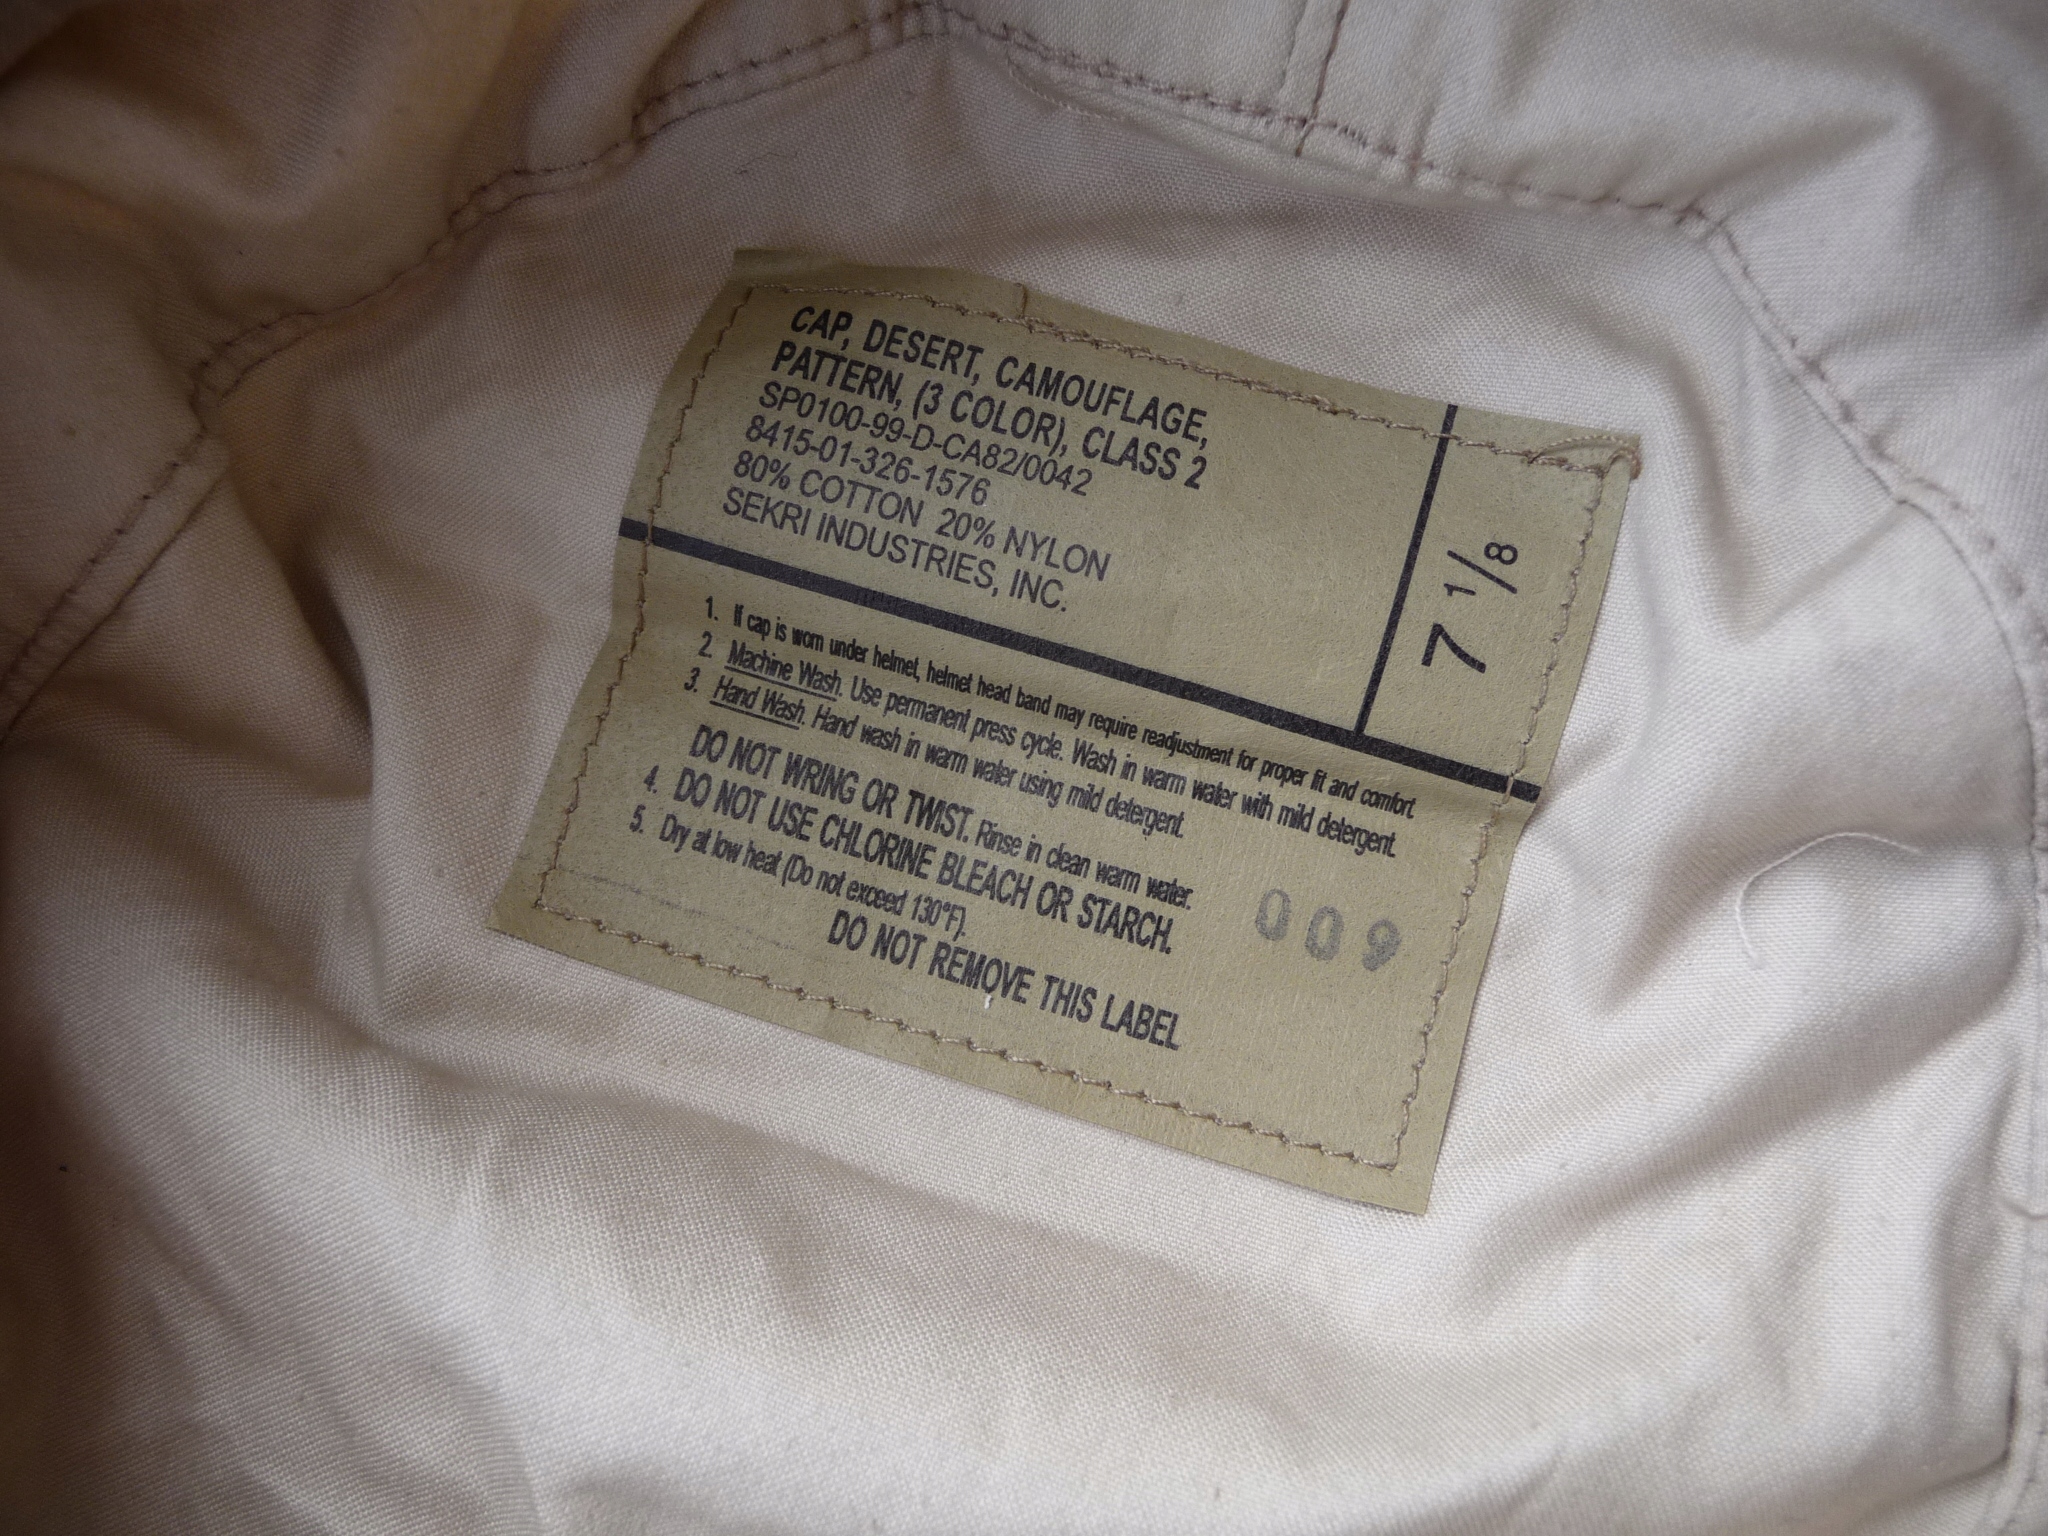 CAP, DESERT, CAMOUFLAGE,
PATTERN, (3 COLOR), CLASS 2
SP0100-99-D-CA82/0042
8415-01-326-1576
80% COTTON 20% NYLON
SEKRI INDUSTRIES, INC.
7 1/8
1. If cap is worn under helmet, helmet head band may require readjustment for proper fit and comfort.
2. Machine Wash. Use permanent press cycle. Wash in warm water with mild detergent.
3. Hand Wash. Hand wash in warm water using mild detergent.
DO NOT WRING OR TWIST. Rinse in clean warm water.
4. DO NOT USE CHLORINE BLEACH OR STARCH.
5. Dry at low heat (Do not exceed 130°F).
DO NOT REMOVE THIS LABEL
009